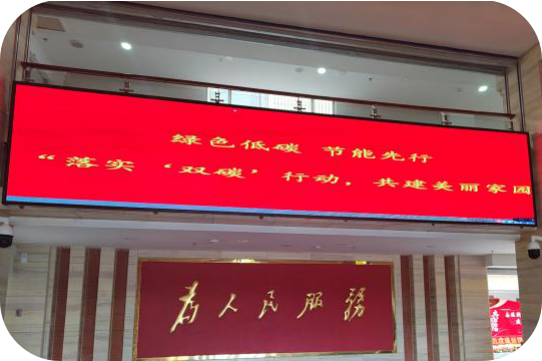 绿色低碳 节能先行
“落实‘双碳’行动，共建美丽家园
为人民服务